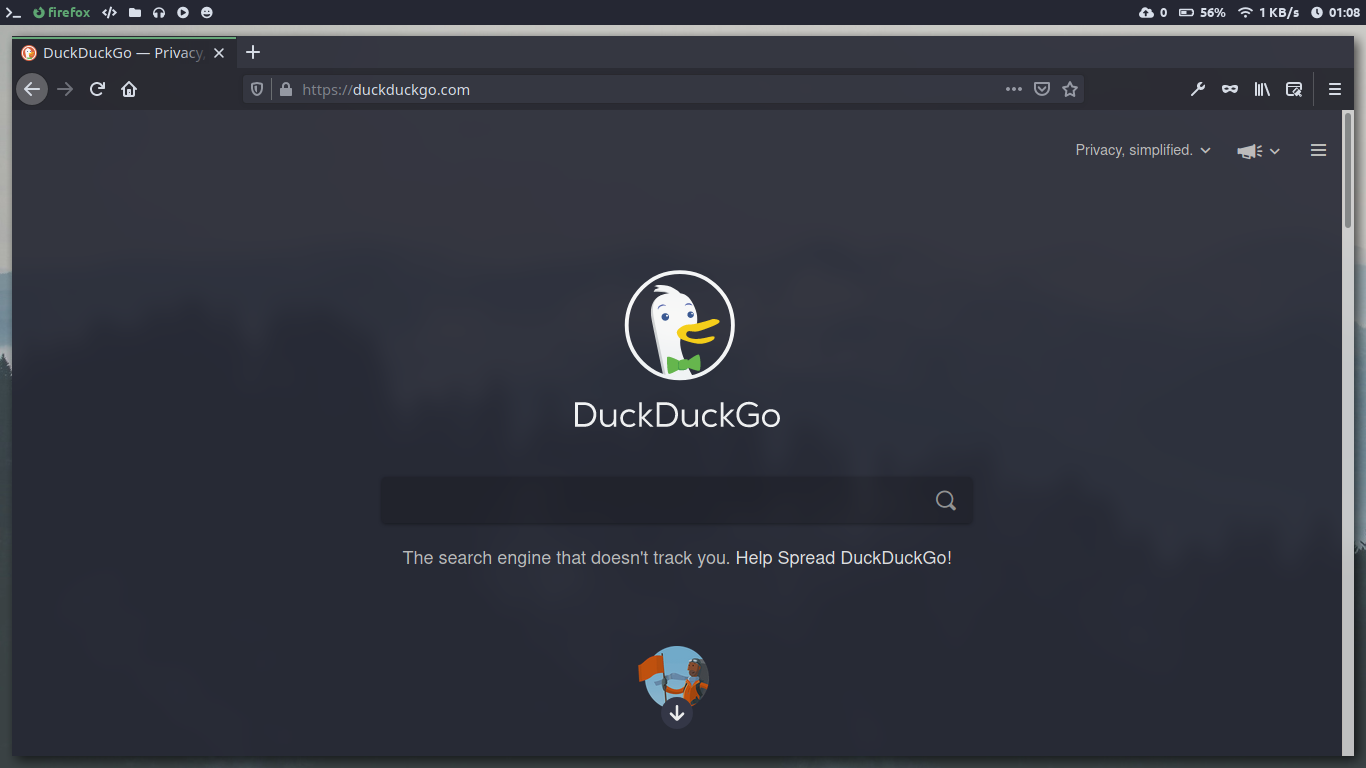 firefox
0
56%
1 KB/s
01:08
DuckDuckGo — Privacy,
https://duckduckgo.com
Privacy, simplified.
DuckDuckGo
The search engine that doesn't track you. Help Spread DuckDuckGo!